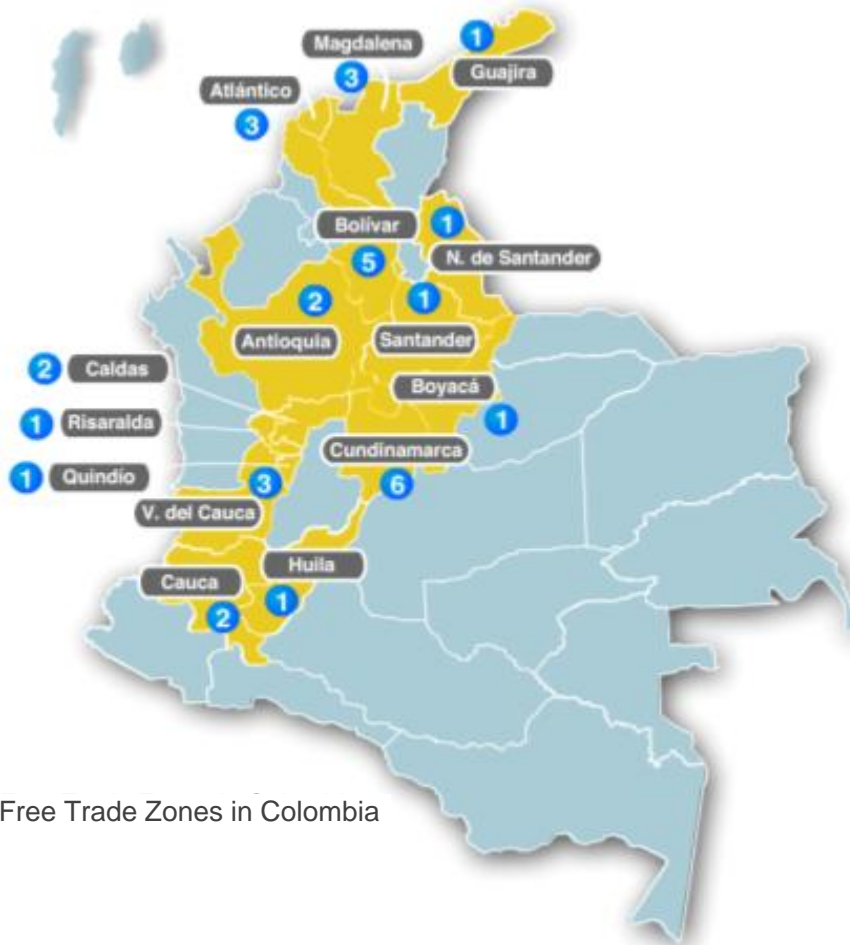 1
Magdalena
Guajira
3
Atlántico
3
Bolívar
1
5
N. de Santander
2
1
Antioquia
Santander
2
Caldas
Boyacá
1
Risaralda
1
Cundinamarca
1
Quindío
3
6
V. del Cauca
Huila
Cauca
1
2
Free Trade Zones in Colombia